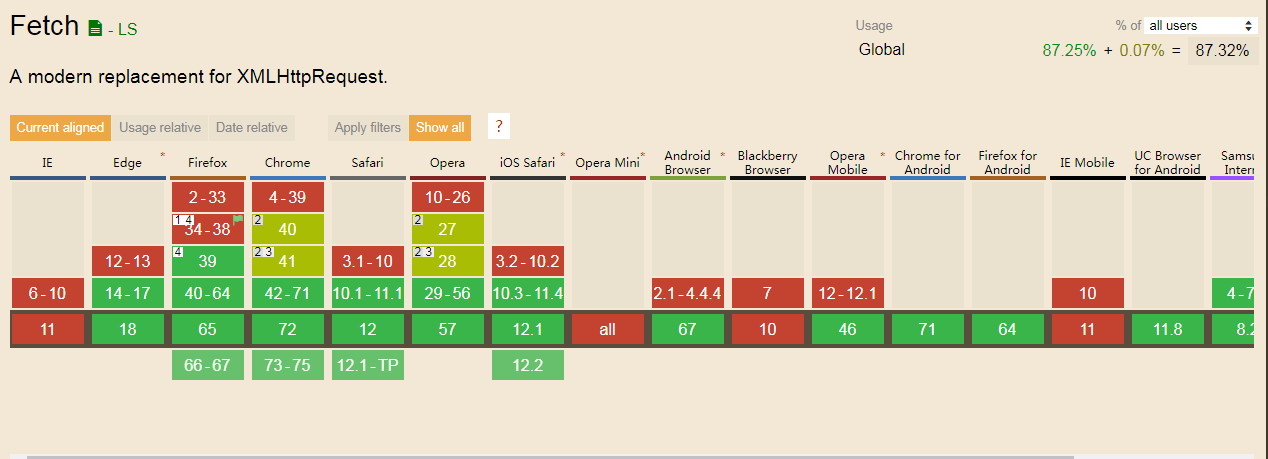 Fetch - LS
Usage % of all users
Global 87.25% + 0.07% = 87.32%
A modern replacement for XMLHttpRequest.
Current aligned Usage relative Date relative Apply filters Show all ?
IE Edge * Firefox Chrome Safari Opera iOS Safari * Opera Mini * Android Browser * Blackberry Browser Opera Mobile * Chrome for Android Firefox for Android IE Mobile UC Browser for Android Samsu Intern
2-33 4-39 10-26
1 4 34-38 2 40 2 27
12-13 4 39 2 3 41 3.1-10 2 3 28 3.2-10.2
6-10 14-17 40-64 42-71 10.1-11.1 29-56 10.3-11.4 2.1-4.4.4 7 12-12.1 10 4-7
11 18 65 72 12 57 12.1 all 67 10 46 71 64 11 11.8 8.2
66-67 73-75 12.1-TP 12.2